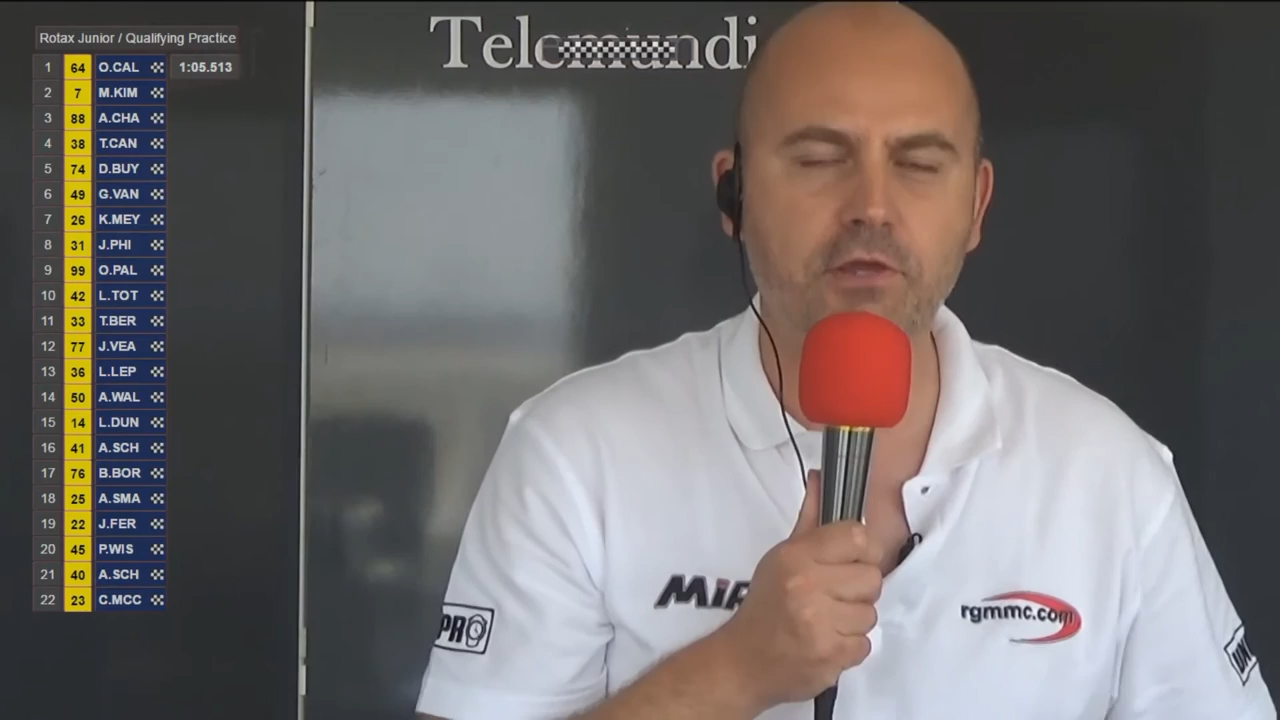 Rotax Junior / Qualifying Practice
1 64 O.CAL 1:05.513
2 7 M.KIM
3 88 A.CHA
4 38 T.CAN
5 74 D.BUY
6 49 G.VAN
7 26 K.MEY
8 31 J.PHI
9 99 O.PAL
10 42 L.TOT
11 33 T.BER
12 77 J.VEA
13 36 L.LEP
14 50 A.WAL
15 14 L.DUN
16 41 A.SCH
17 76 B.BOR
18 25 A.SMA
19 22 J.FER
20 45 P.WIS
21 40 A.SCH
22 23 C.MCC
Telemundi
rgmmc.com